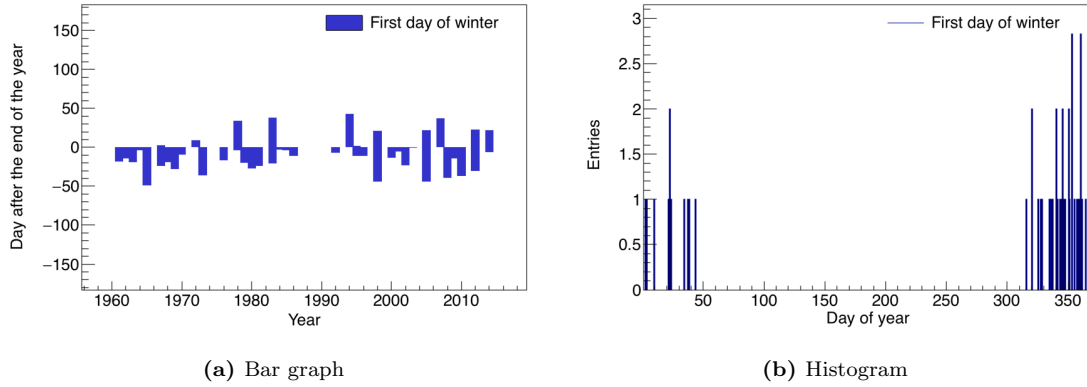 First day of winter
Day after the end of the year
150
100
50
0
−50
−100
−150
1960 1970 1980 1990 2000 2010
Year
(a) Bar graph
First day of winter
Entries
3
2.5
2
1.5
1
0.5
0
50 100 150 200 250 300 350
Day of year
(b) Histogram